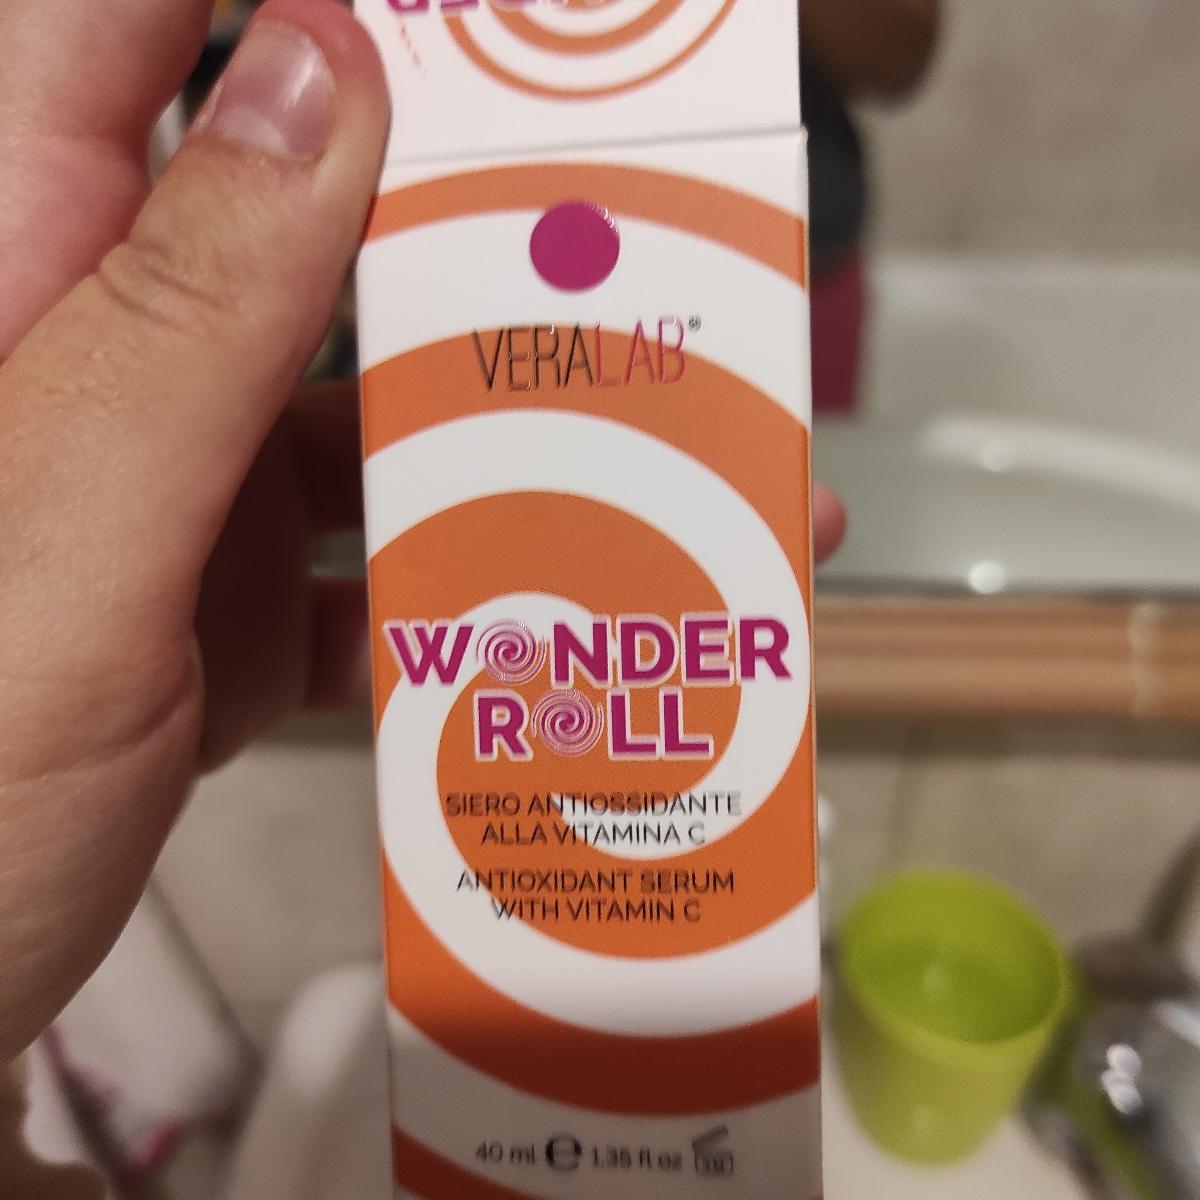 VERALAB®
WONDER
ROLL
SIERO ANTIOSSIDANTE
ALLA VITAMINA C
ANTIOXIDANT SERUM
WITH VITAMIN C
40 ml e 1.35 fl oz